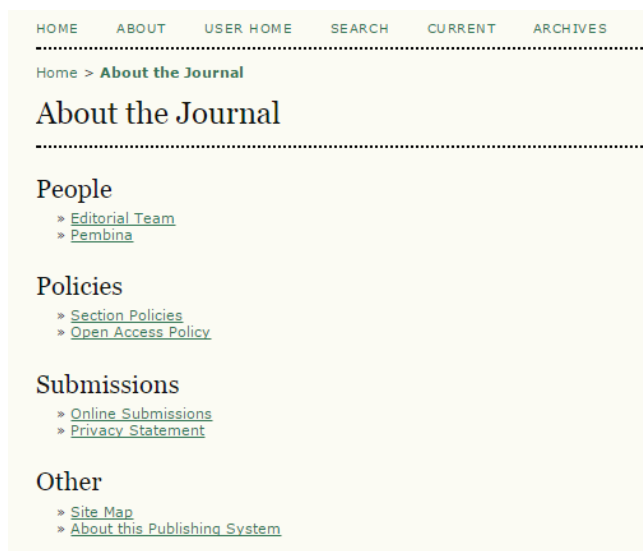 HOME ABOUT USER HOME SEARCH CURRENT ARCHIVES
Home > About the Journal
About the Journal
People
» Editorial Team
» Pembina
Policies
» Section Policies
» Open Access Policy
Submissions
» Online Submissions
» Privacy Statement
Other
» Site Map
» About this Publishing System